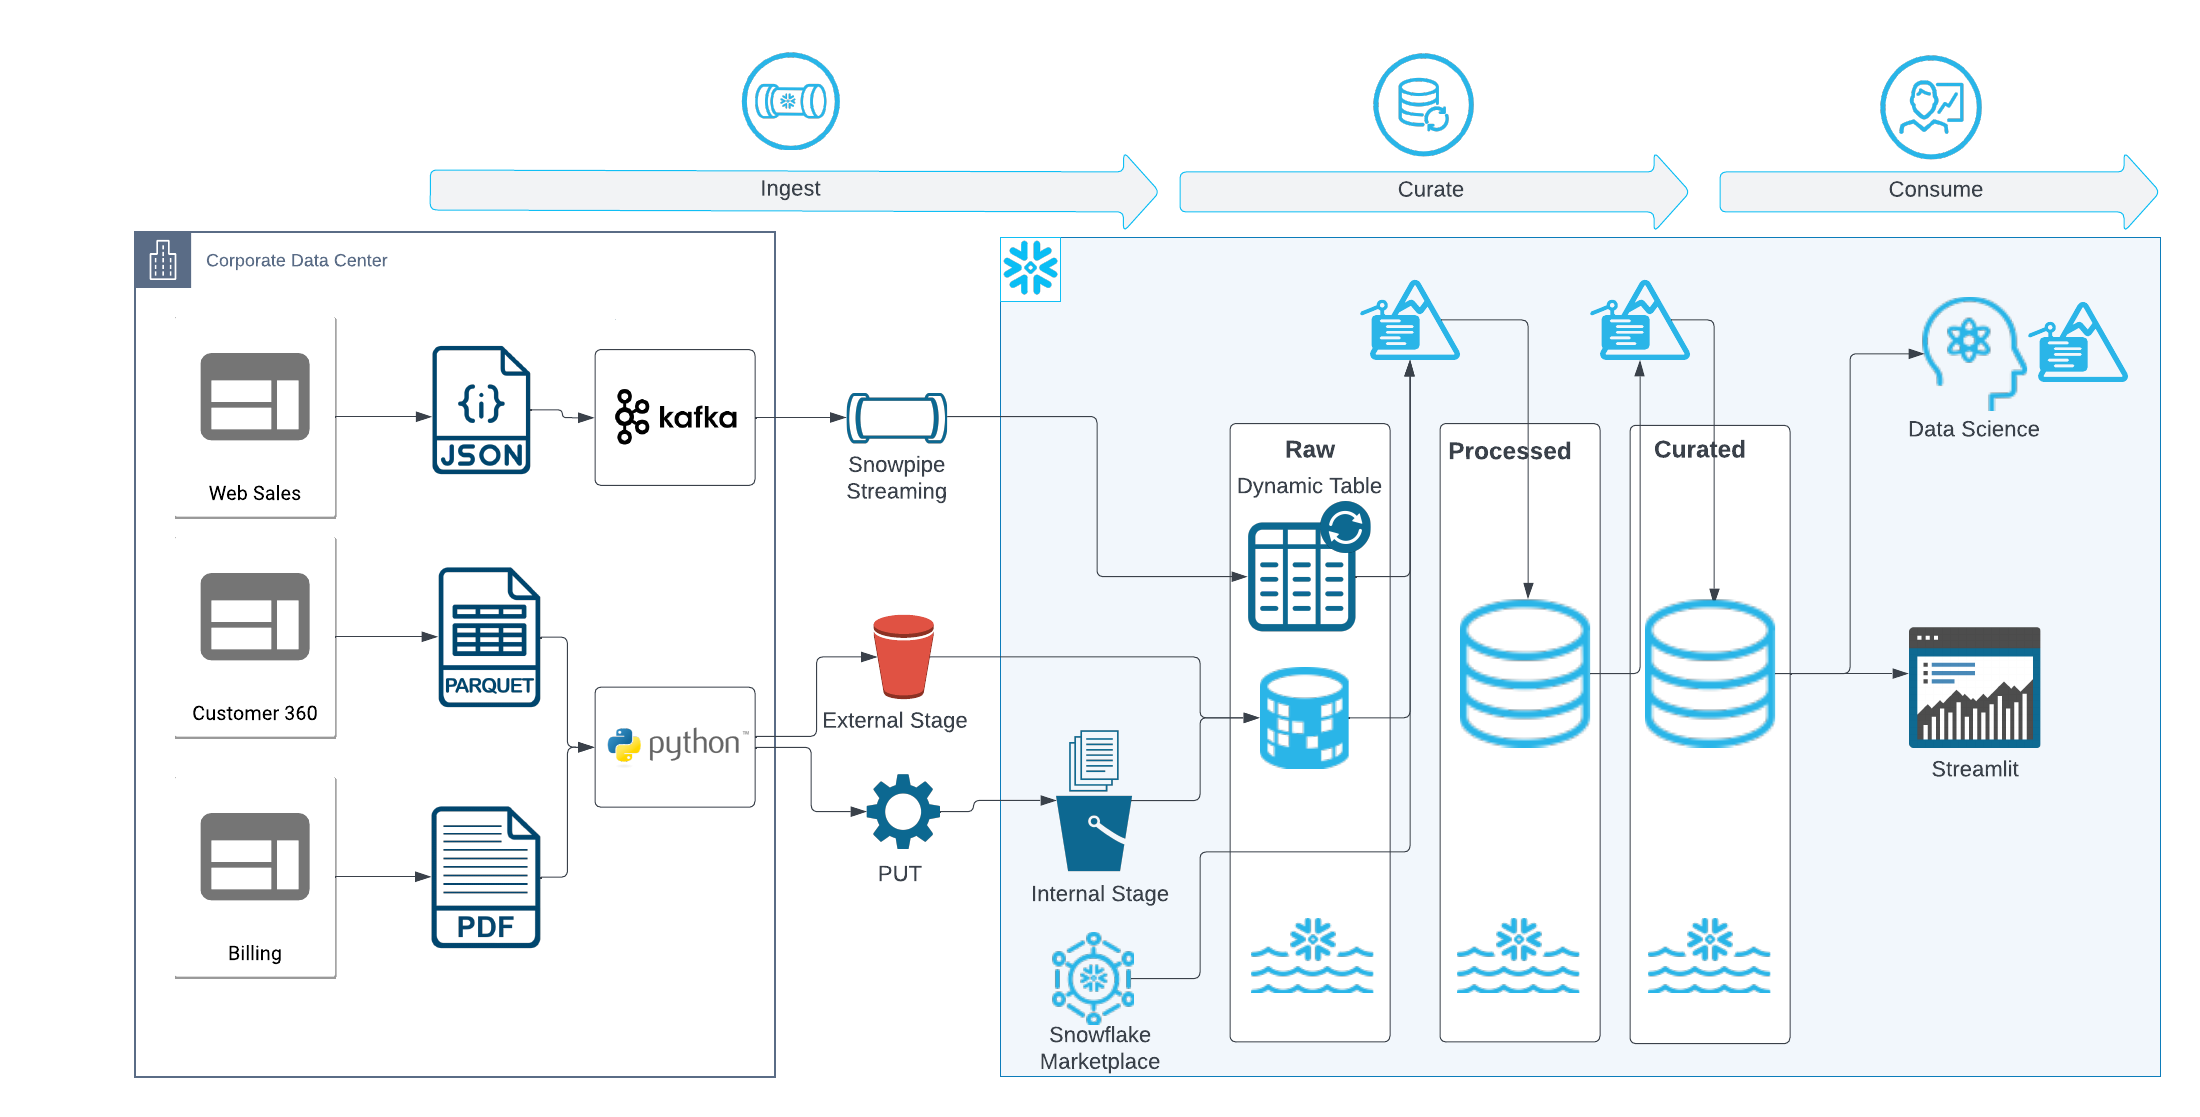 Ingest
Curate
Consume
Corporate Data Center
Web Sales
{i}
JSON
kafka
Snowpipe
Streaming
Raw
Dynamic Table
Processed
Curated
Data Science
Customer 360
PARQUET
python™
External Stage
Streamlit
PUT
Internal Stage
Billing
PDF
Snowflake
Marketplace